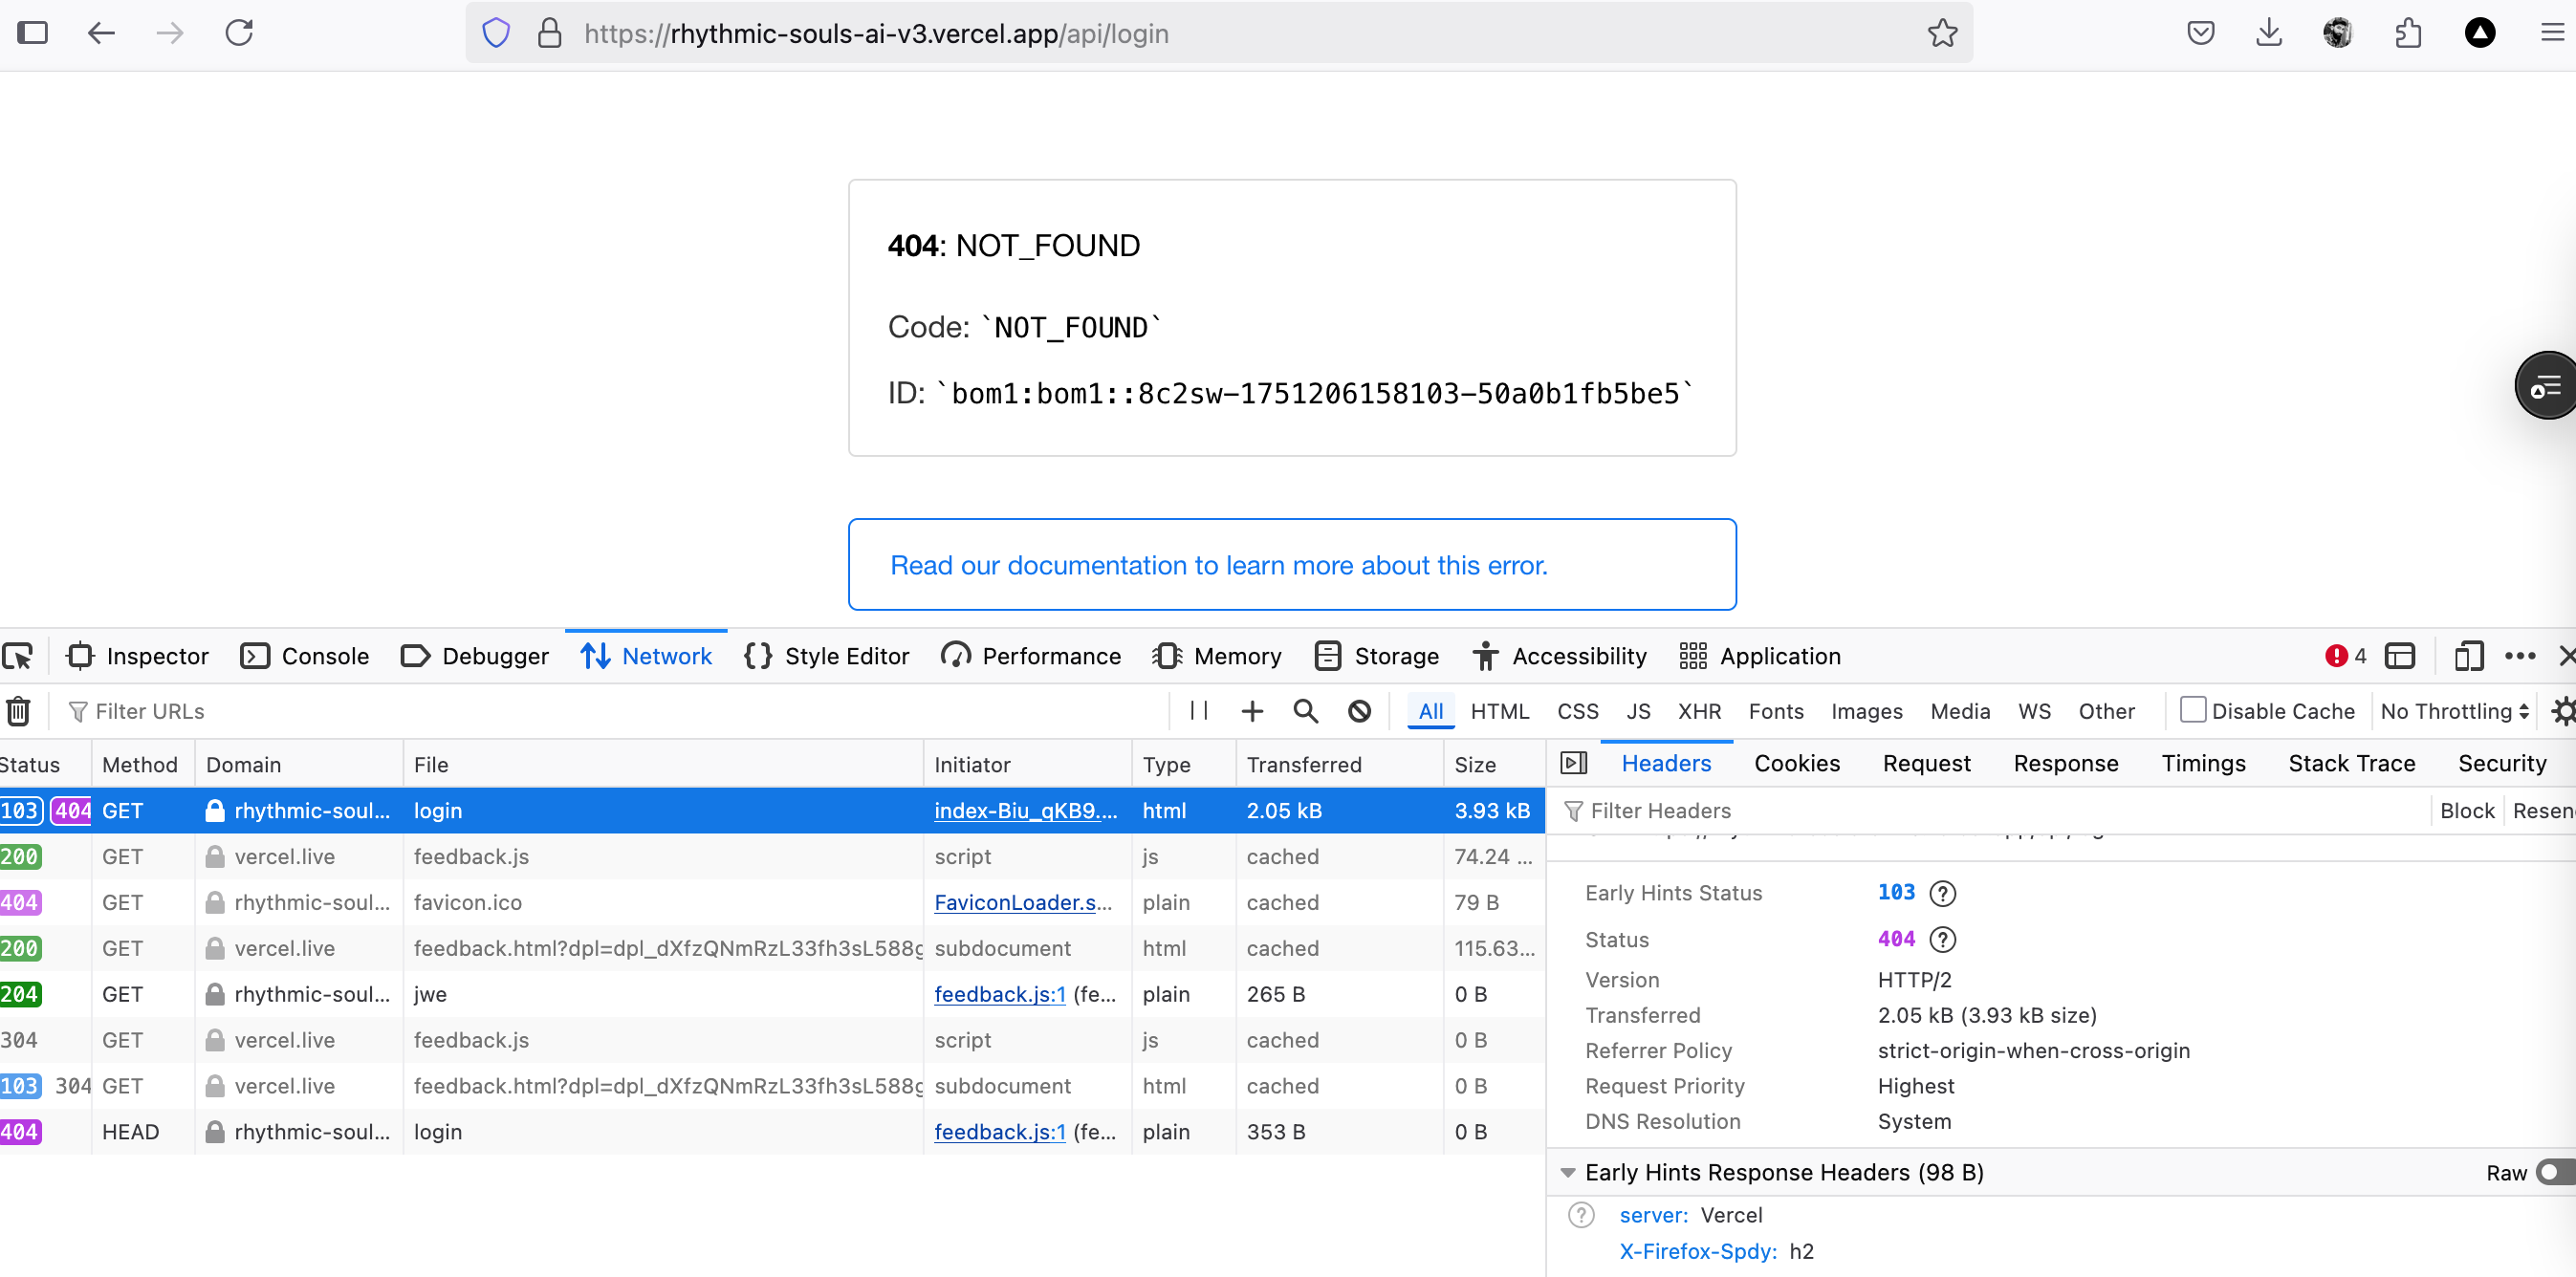 https://rhythmic-souls-ai-v3.vercel.app/api/login
404: NOT_FOUND
Code: `NOT_FOUND`
ID: `bom1:bom1::8c2sw-1751206158103-50a0b1fb5be5`
Read our documentation to learn more about this error.
Inspector Console Debugger Network Style Editor Performance Memory Storage Accessibility Application 4
Filter URLs All HTML CSS JS XHR Fonts Images Media WS Other Disable Cache No Throttling
Status Method Domain File Initiator Type Transferred Size
103 404 GET rhythmic-soul... login index-Biu_qKB9.... html 2.05 kB 3.93 kB
200 GET vercel.live feedback.js script js cached 74.24 ...
404 GET rhythmic-soul... favicon.ico FaviconLoader.s... plain cached 79 B
200 GET vercel.live feedback.html?dpl=dpl_dXfzQNmRzL33fh3sL588g subdocument html cached 115.63...
204 GET rhythmic-soul... jwe feedback.js:1 (fe... plain 265 B 0 B
304 GET vercel.live feedback.js script js cached 0 B
103 304 GET vercel.live feedback.html?dpl=dpl_dXfzQNmRzL33fh3sL588g subdocument html cached 0 B
404 HEAD rhythmic-soul... login feedback.js:1 (fe... plain 353 B 0 B
Headers Cookies Request Response Timings Stack Trace Security
Filter Headers Block Resen
Early Hints Status 103
Status 404
Version HTTP/2
Transferred 2.05 kB (3.93 kB size)
Referrer Policy strict-origin-when-cross-origin
Request Priority Highest
DNS Resolution System
Early Hints Response Headers (98 B) Raw
server: Vercel
X-Firefox-Spdy: h2